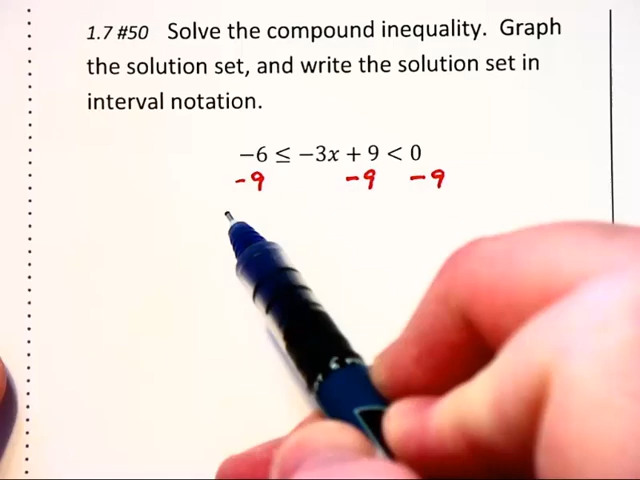 1.7 #50 Solve the compound inequality. Graph
the solution set, and write the solution set in
interval notation.
−6 ≤ −3x + 9 < 0
-9 -9 -9